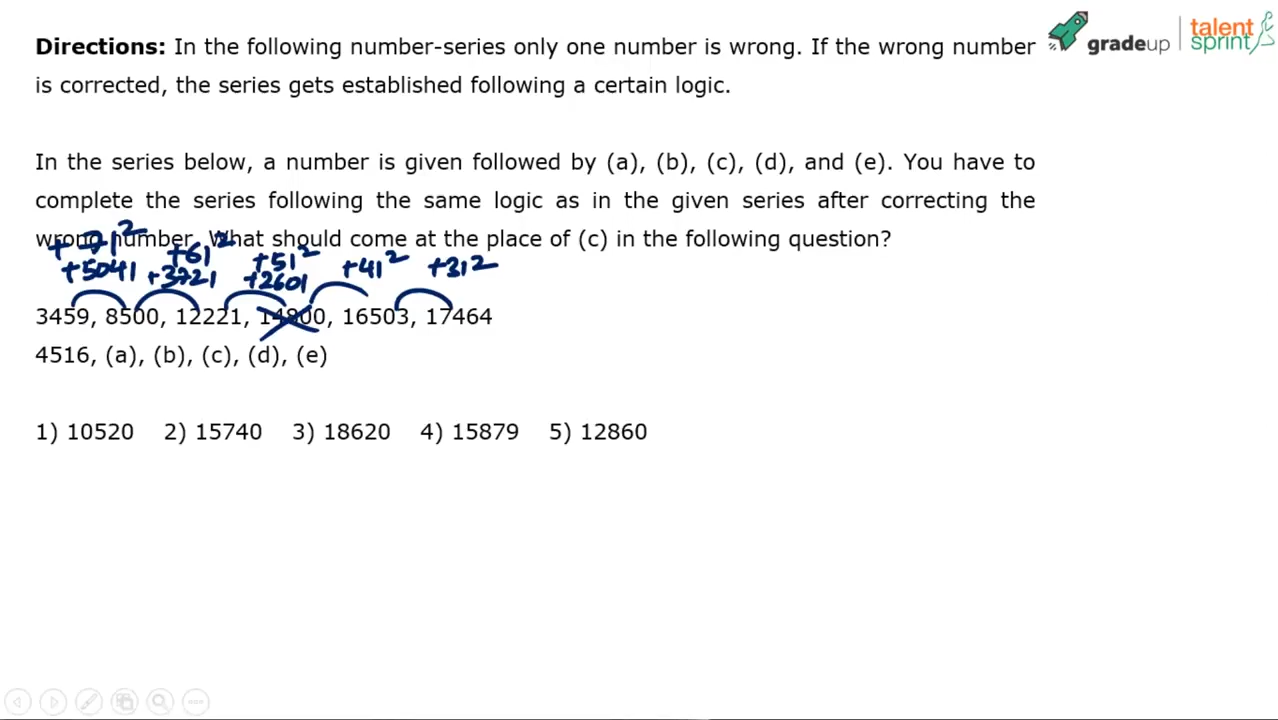 gradeup
talent
sprint
Directions: In the following number-series only one number is wrong. If the wrong number
is corrected, the series gets established following a certain logic.
In the series below, a number is given followed by (a), (b), (c), (d), and (e). You have to
complete the series following the same logic as in the given series after correcting the
wrong number. What should come at the place of (c) in the following question?
+71² +61² +51² +41² +31²
+5041 +3721 +2601
3459, 8500, 12221, 14800, 16503, 17464
4516, (a), (b), (c), (d), (e)
1) 10520 2) 15740 3) 18620 4) 15879 5) 12860